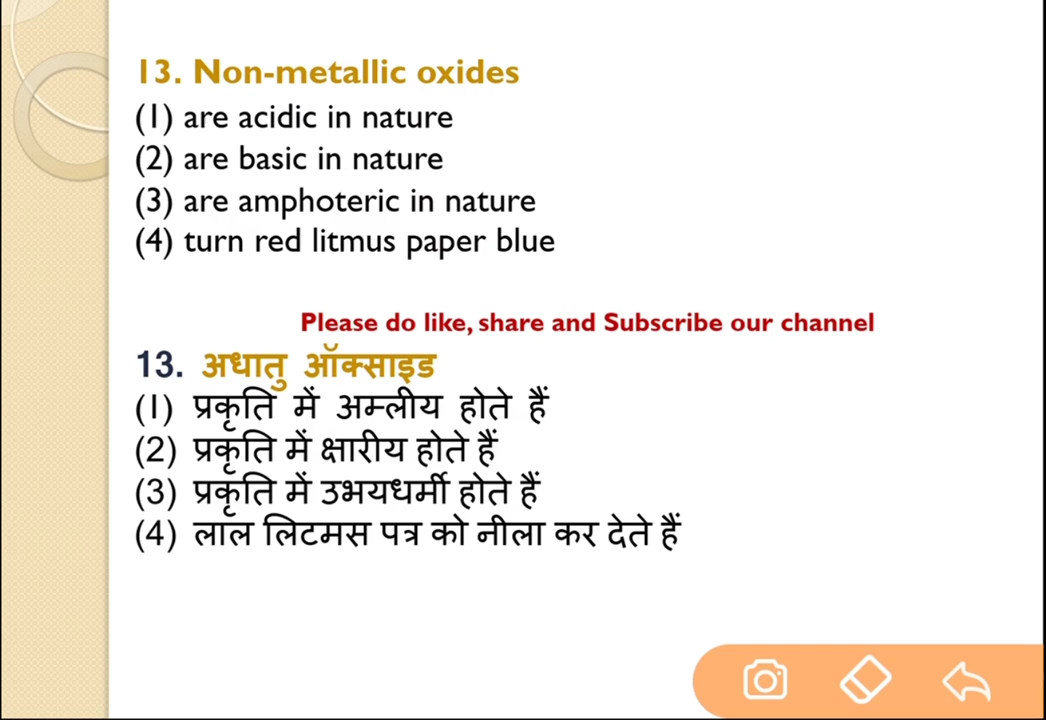 13. Non-metallic oxides
(1) are acidic in nature
(2) are basic in nature
(3) are amphoteric in nature
(4) turn red litmus paper blue
Please do like, share and Subscribe our channel
13. अधातु ऑक्साइड
(1) प्रकृति में अम्लीय होते हैं
(2) प्रकृति में क्षारीय होते हैं
(3) प्रकृति में उभयधर्मी होते हैं
(4) लाल लिटमस पत्र को नीला कर देते हैं